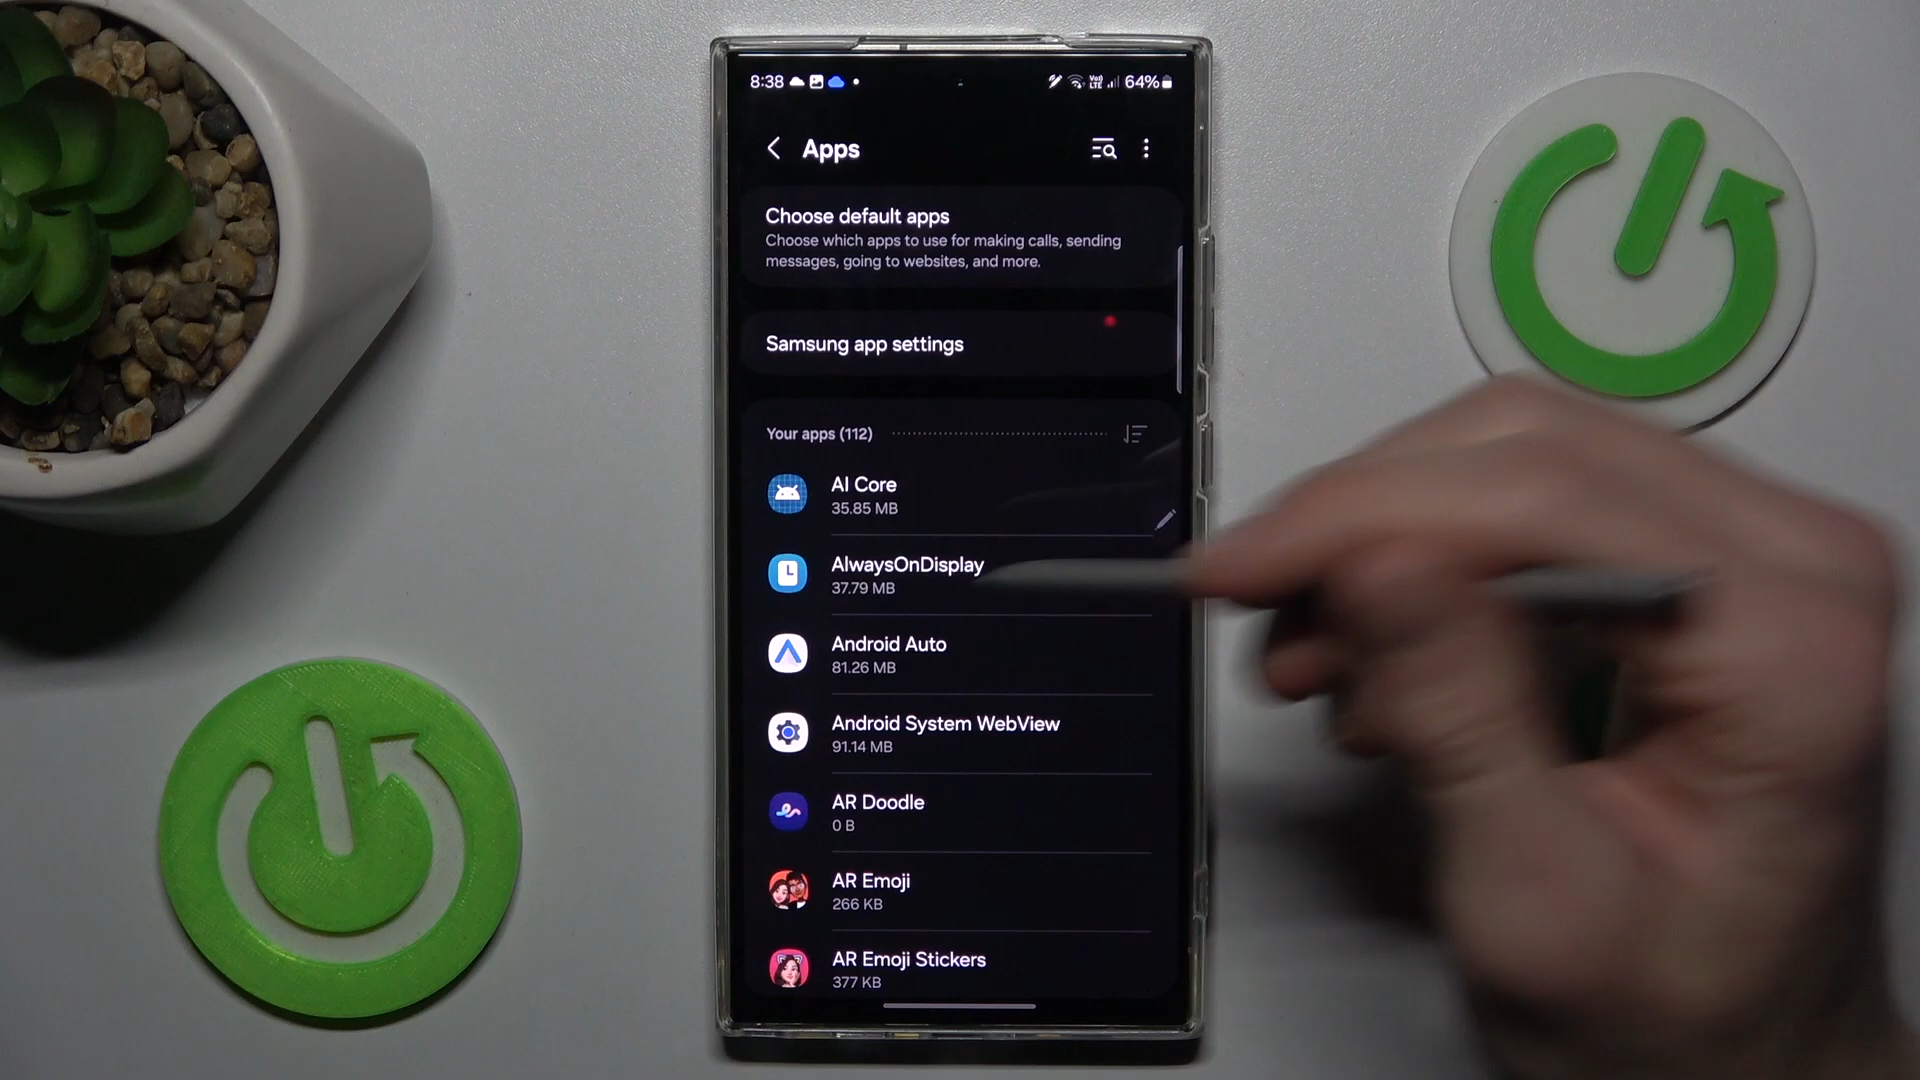 8:38
Vo) LTE
64%
Apps
Choose default apps
Choose which apps to use for making calls, sending
messages, going to websites, and more.
Samsung app settings
Your apps (112)
AI Core
35.85 MB
AlwaysOnDisplay
37.79 MB
Android Auto
81.26 MB
Android System WebView
91.14 MB
AR Doodle
0 B
AR Emoji
266 KB
AR Emoji Stickers
377 KB